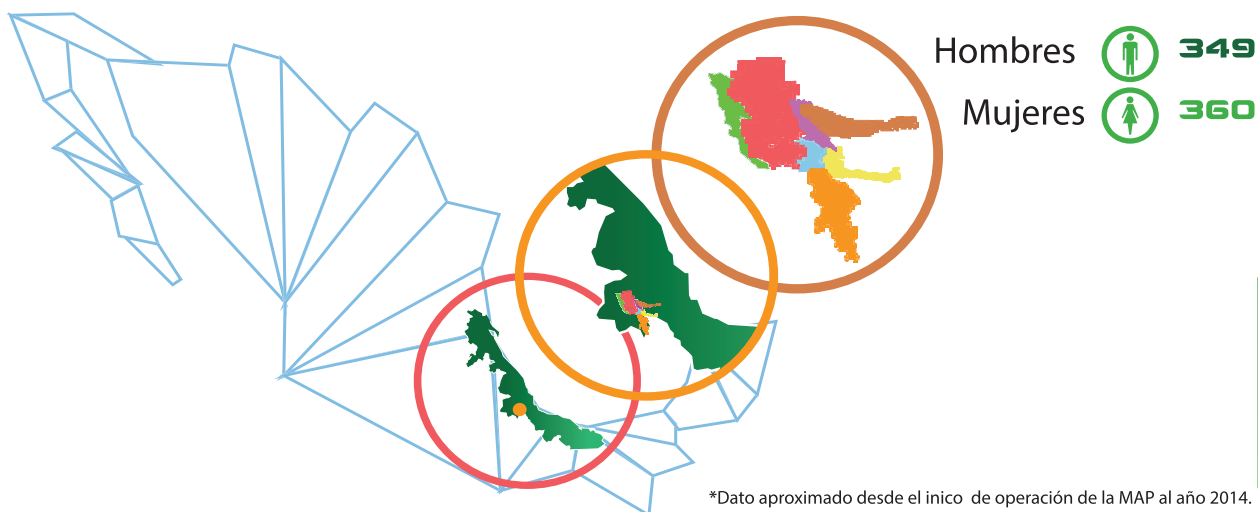 Hombres 349
Mujeres 360
*Dato aproximado desde el inico de operación de la MAP al año 2014.